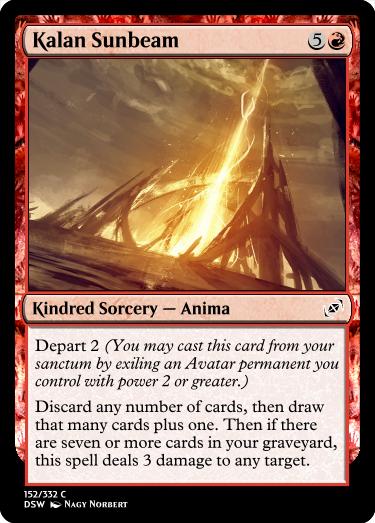 Kalan Sunbeam 5
Kindred Sorcery — Anima
Depart 2 (You may cast this card from your
sanctum by exiling an Avatar permanent you
control with power 2 or greater.)
Discard any number of cards, then draw
that many cards plus one. Then if there
are seven or more cards in your graveyard,
this spell deals 3 damage to any target.
152/332 C
DSW Nagy Norbert